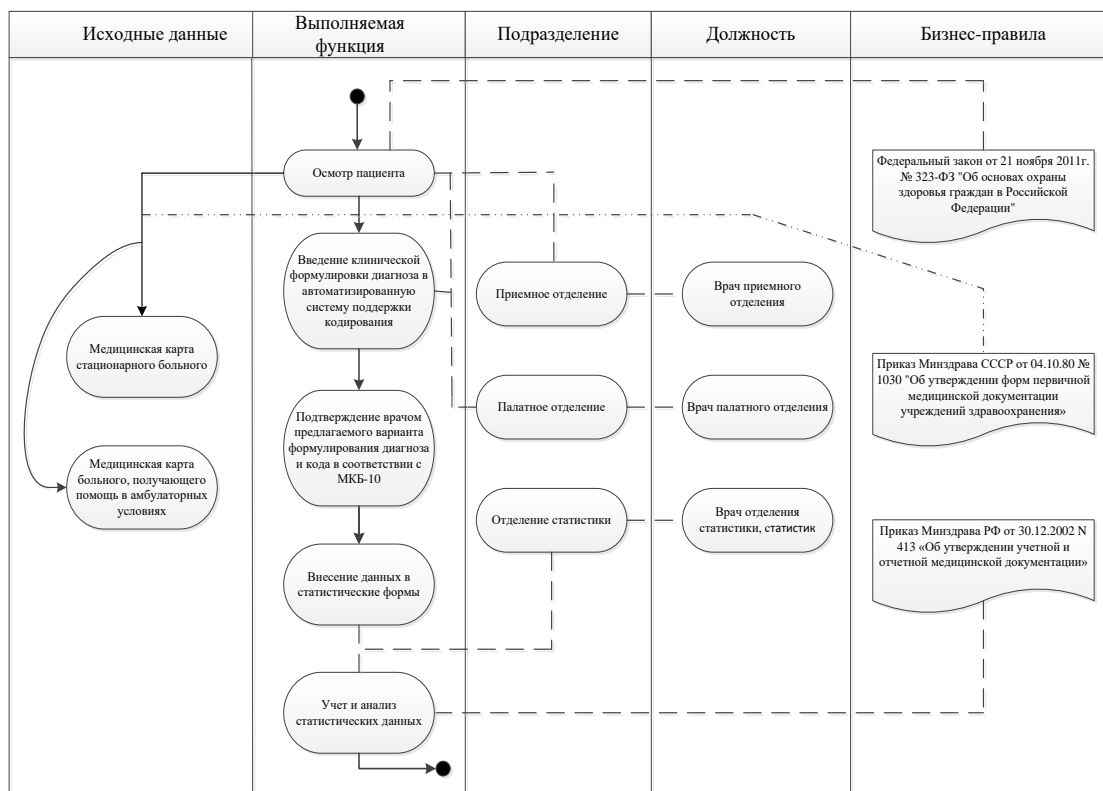 Исходные данные
Выполняемая
функция
Подразделение
Должность
Бизнес-правила
Осмотр пациента
Федеральный закон от 21 ноября 2011г.
№ 323-ФЗ "Об основах охраны
здоровья граждан в Российской
Федерации"
Введение клинической
формулировки диагноза в
автоматизированную
систему поддержки
кодирования
Приемное отделение
Врач приемного
отделения
Медицинская карта
стационарного больного
Приказ Минздрава СССР от 04.10.80 №
1030 "Об утверждении форм первичной
медицинской документации
учреждений здравоохранения»
Подтверждение врачом
предлагаемого варианта
формулирования диагноза
и кода в соответствии с
МКБ-10
Палатное отделение
Врач палатного отделения
Медицинская карта
больного, получающего
помощь в амбулаторных
условиях
Отделение статистики
Врач отделения
статистики, статистик
Приказ Минздрава РФ от 30.12.2002 N
413 «Об утверждении учетной и
отчетной медицинской документации»
Внесение данных в
статистические формы
Учет и анализ
статистических данных